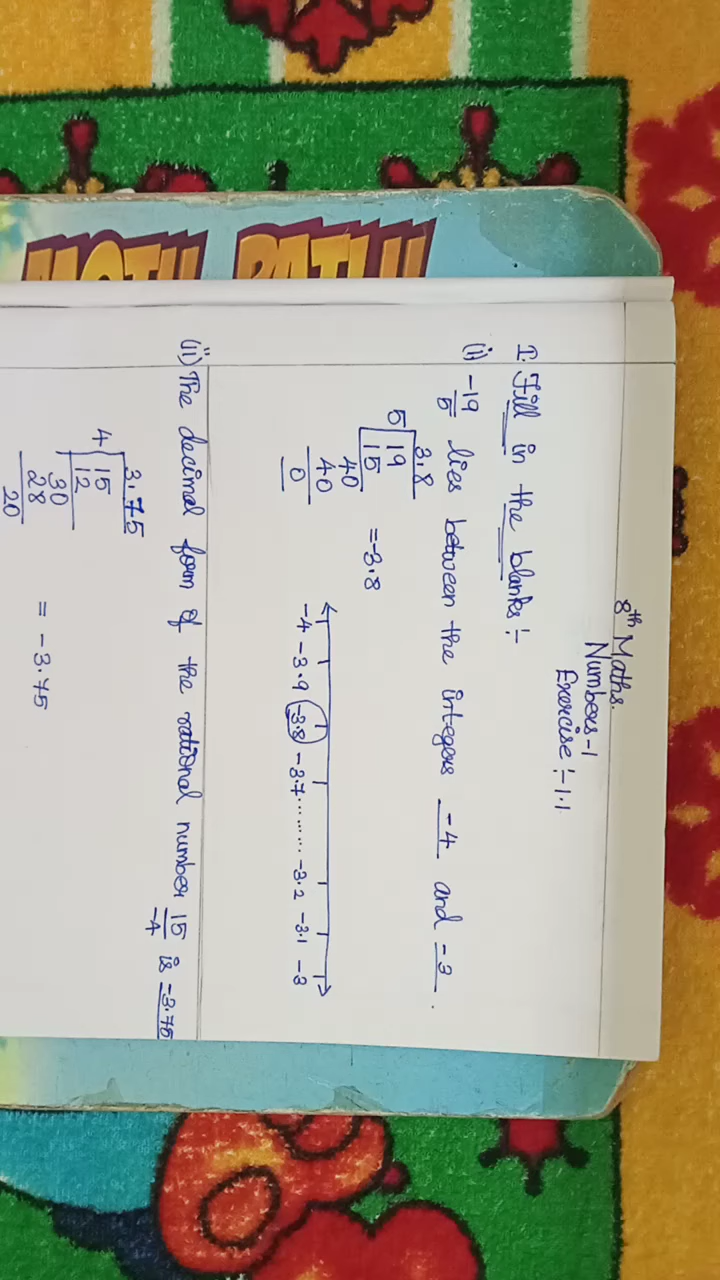 MOTU PATLU
8th Maths.
Numbers-1
Exercise :- 1.1
I. Fill in the blanks :-
(i) -19/5 lies between the integers -4 and -3.
3.8
5 19
15
40
40
0
= -3.8
-4 -3.9 -3.8 -3.7 ......... -3.2 -3.1 -3
(ii) The decimal form of the rational number 15/-4 is -3.75
3.75
4 15
12
30
28
20
= -3.75